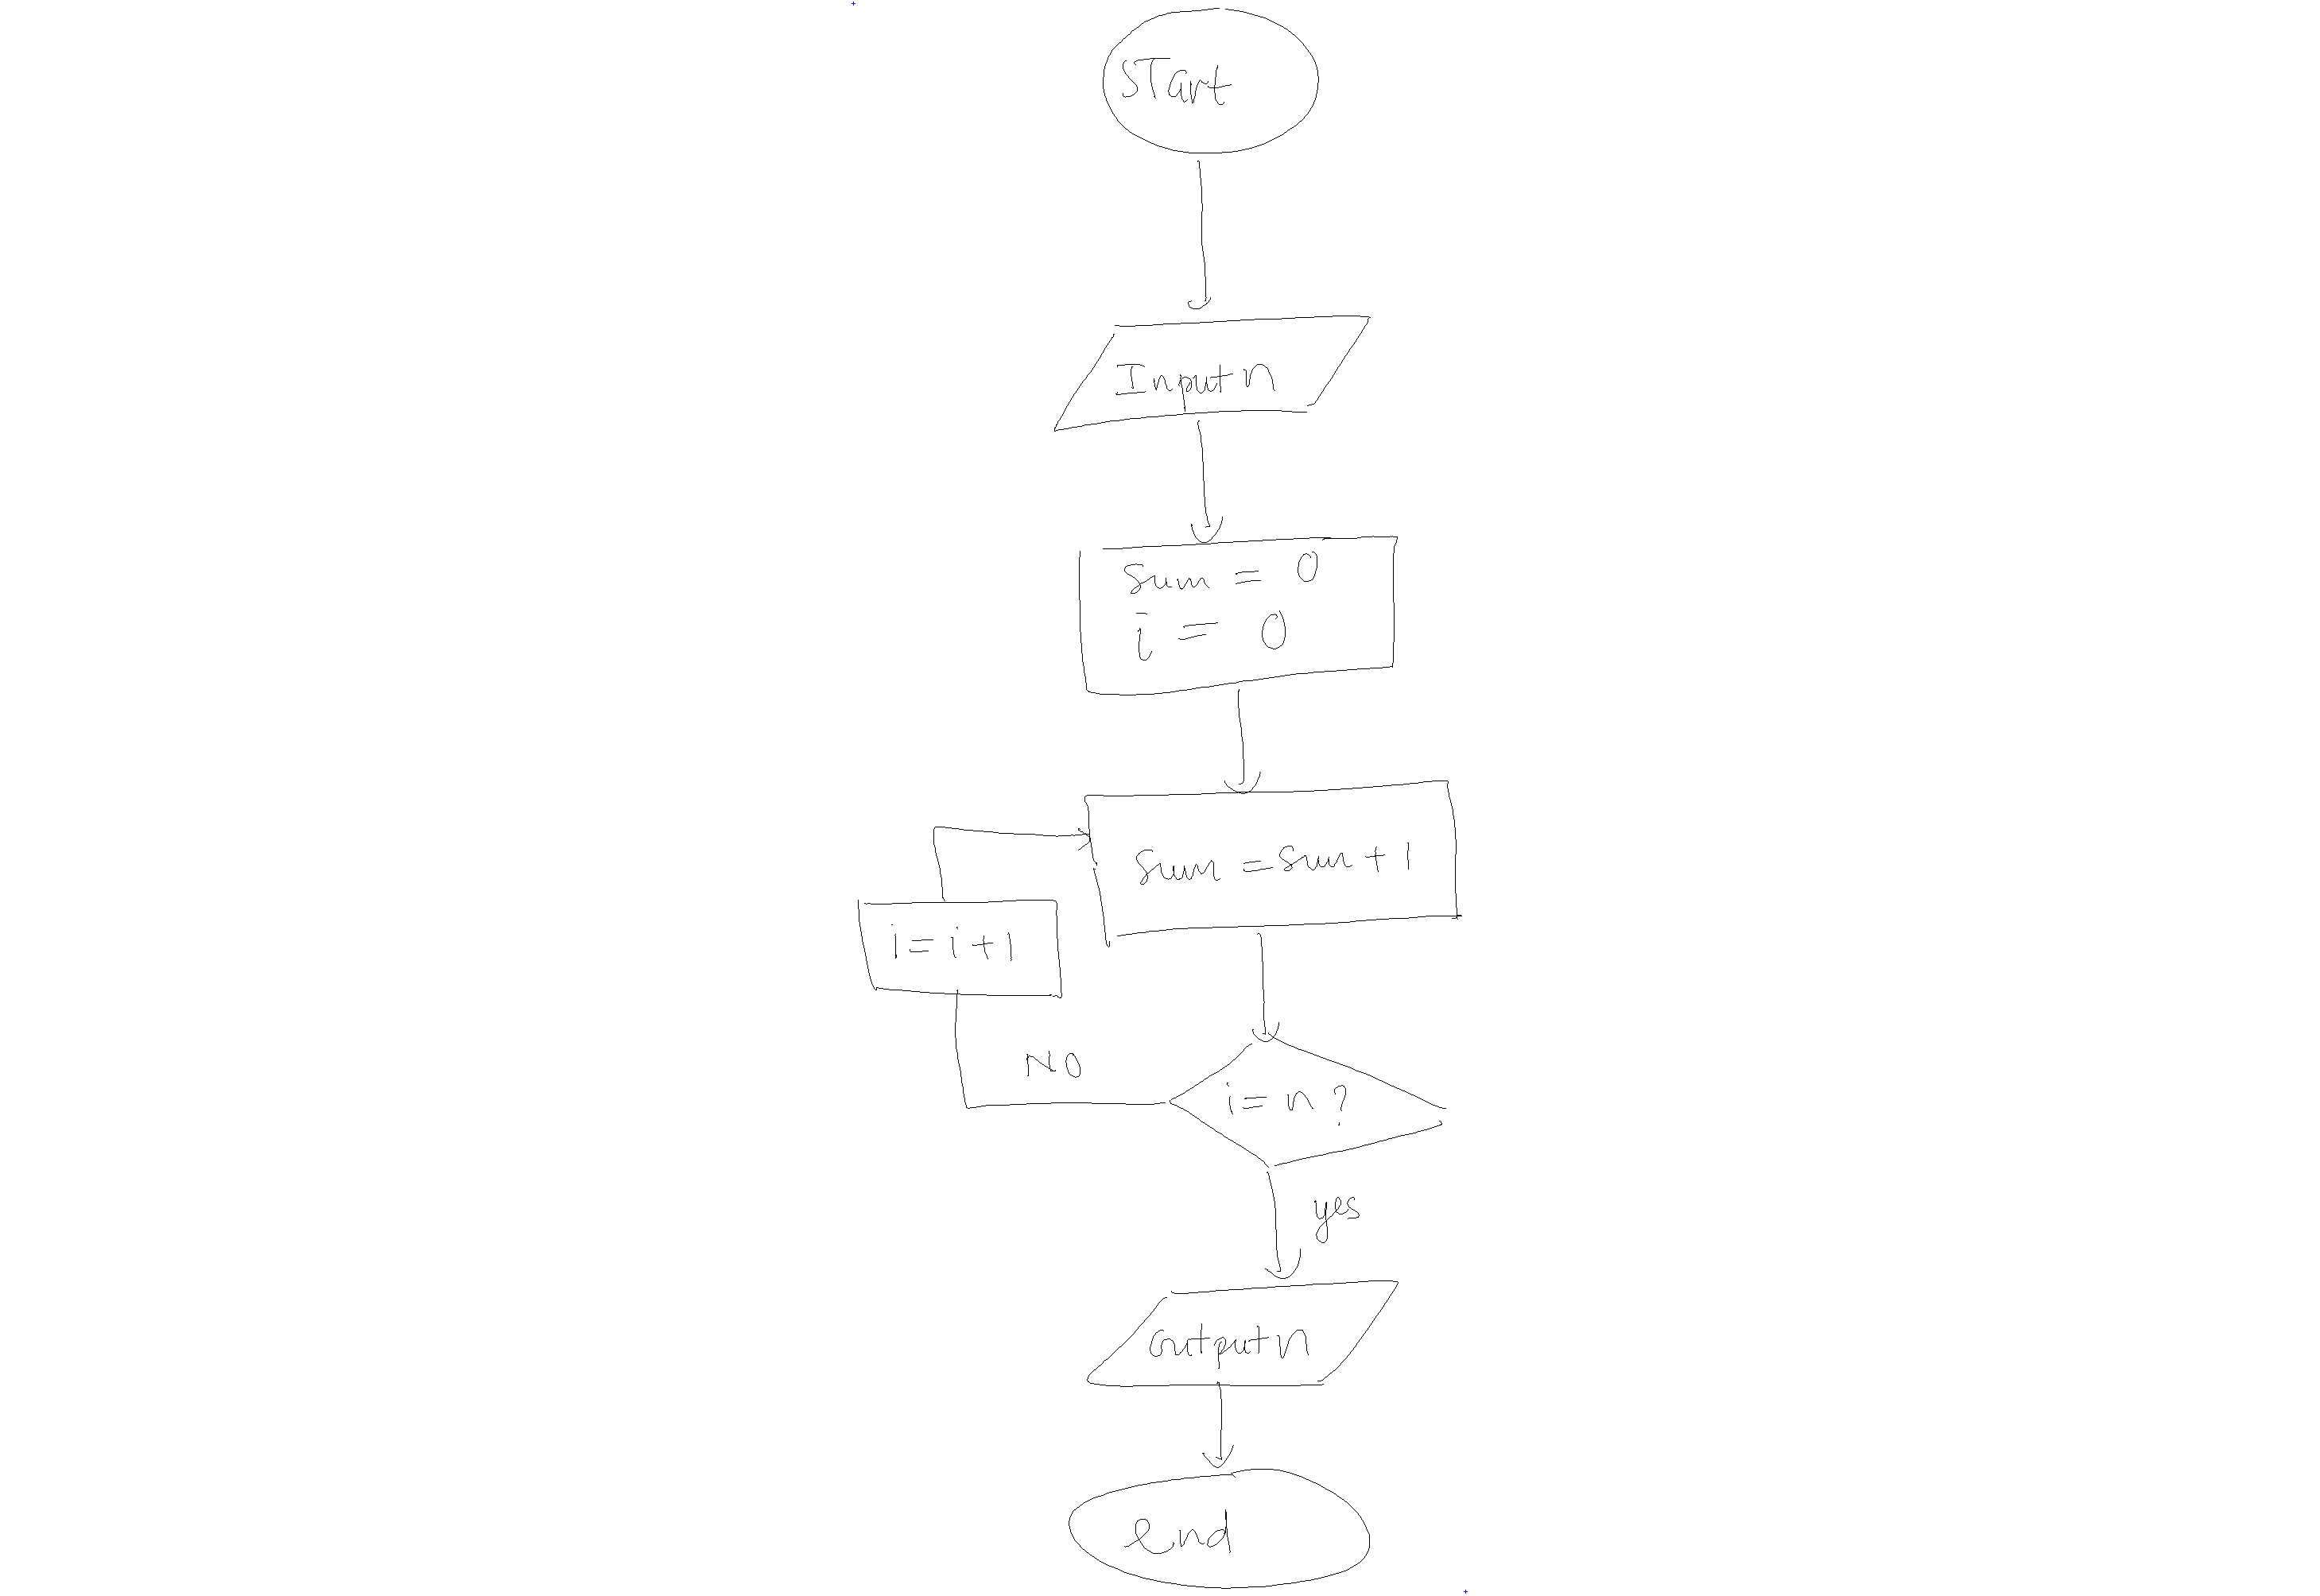 START
Input n
sum = 0
i = 0
sum = sum + 1
i = i + 1
NO
i = n ?
yes
output n
end